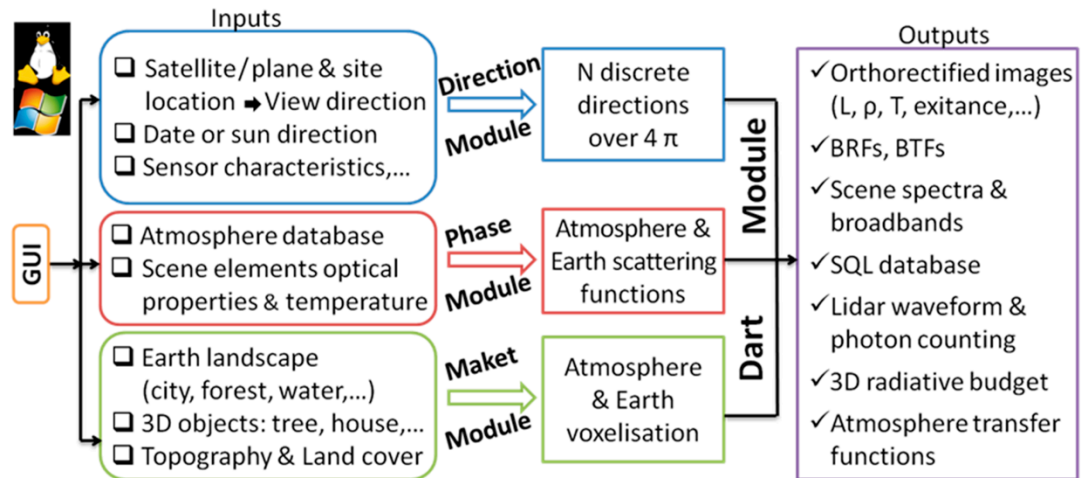 Inputs
Satellite/plane & site
location ➡ View direction
Date or sun direction
Sensor characteristics,...
Direction
Module
N discrete
directions
over 4 π
GUI
Atmosphere database
Scene elements optical
properties & temperature
Phase
Module
Atmosphere &
Earth scattering
functions
Earth landscape
(city, forest, water,...)
3D objects: tree, house,...
Topography & Land cover
Maket
Module
Atmosphere
& Earth
voxelisation
Dart Module
Outputs
✓Orthorectified images
(L, ρ, T, exitance,...)
✓BRFs, BTFs
✓Scene spectra &
broadbands
✓SQL database
✓Lidar waveform &
photon counting
✓3D radiative budget
✓Atmosphere transfer
functions